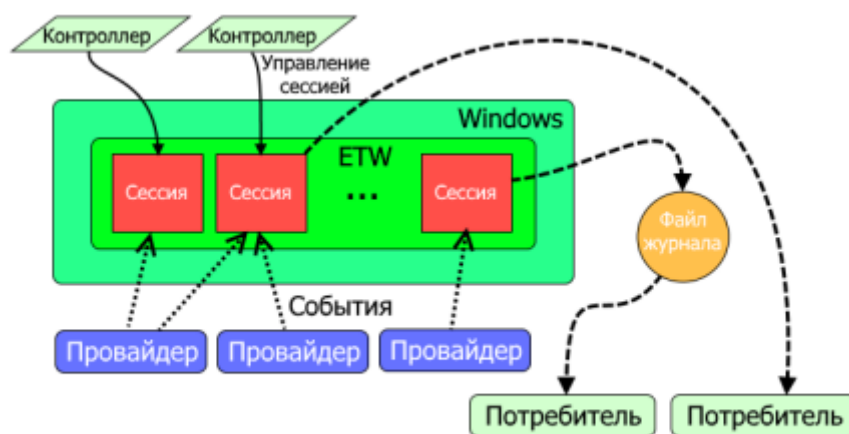 Контроллер
Контроллер
Управление
сессией
Windows
ETW
Сессия
Сессия
...
Сессия
Файл
журнала
События
Провайдер
Провайдер
Провайдер
Потребитель
Потребитель